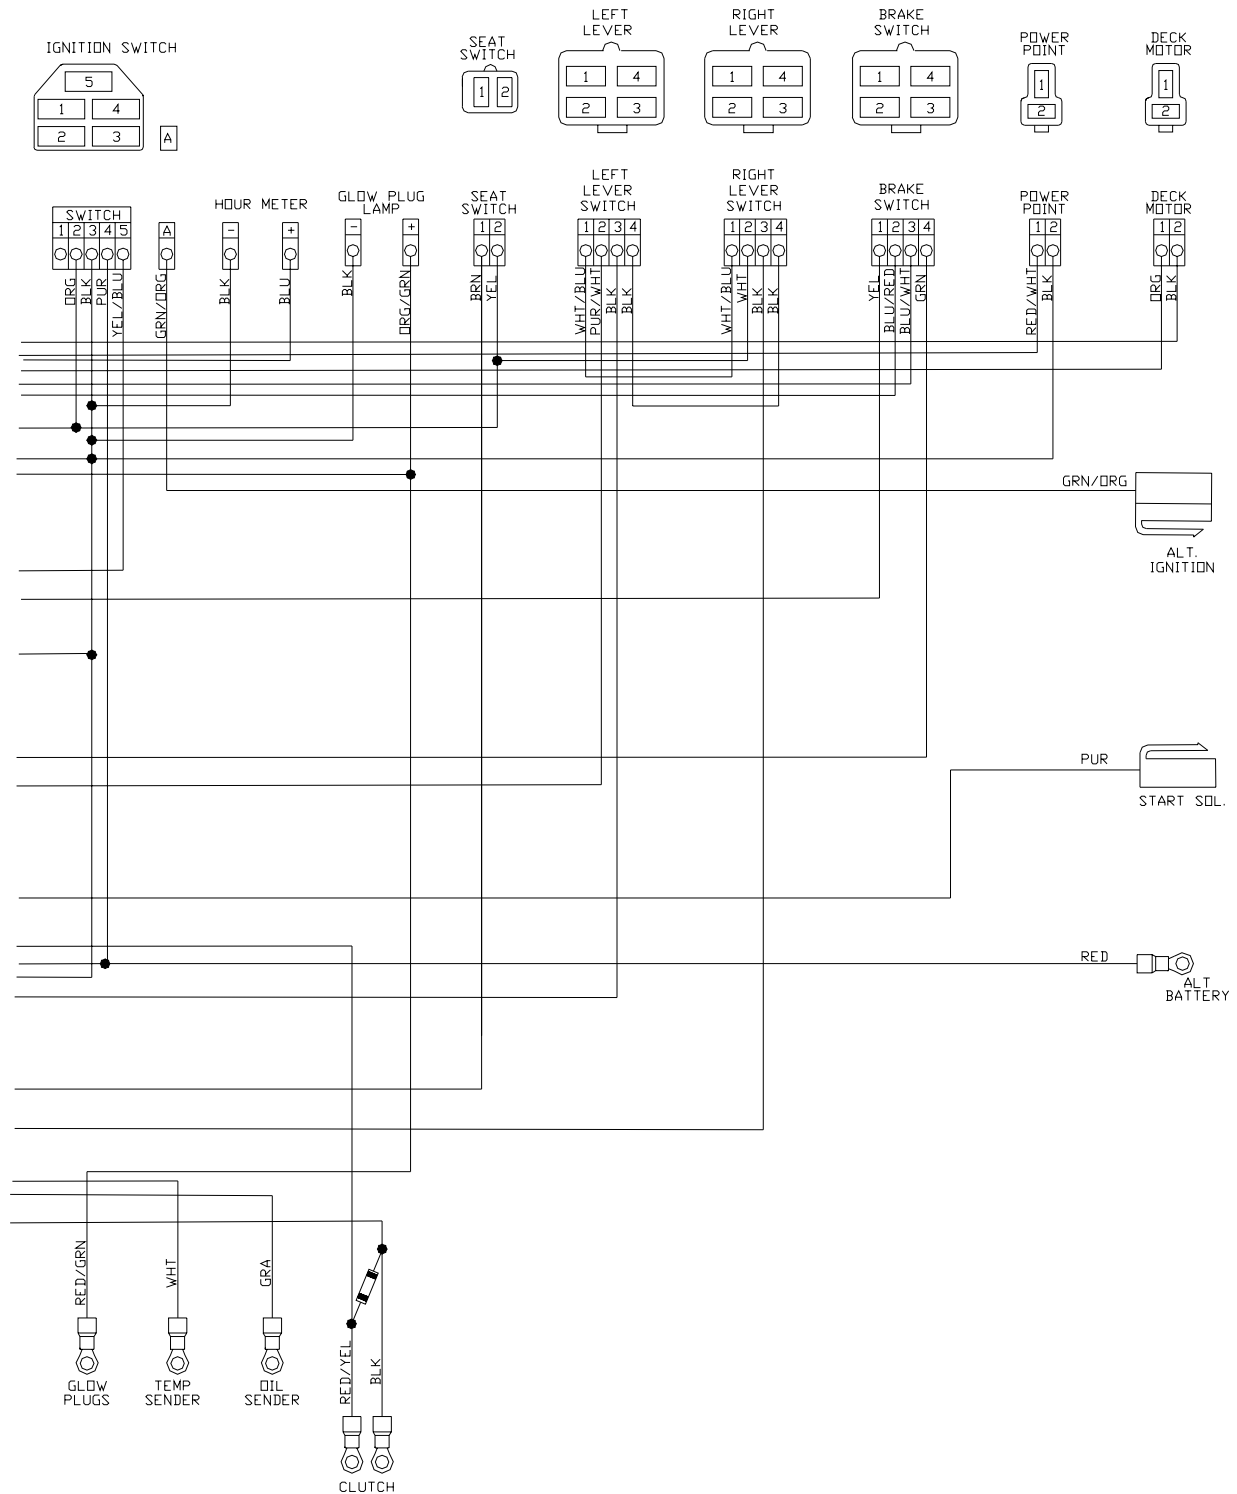 IGNITION SWITCH
5
1 4
2 3
A
SEAT
SWITCH
1 2
LEFT
LEVER
1 4
2 3
RIGHT
LEVER
1 4
2 3
BRAKE
SWITCH
1 4
2 3
POWER
POINT
1
2
DECK
MOTOR
1
2
SWITCH
1 2 3 4 5
ORG
BLK
PUR
YEL/BLU
A
GRN/ORG
HOUR METER
- +
BLK
BLU
GLOW PLUG
LAMP
- +
BLK
ORG/GRN
SEAT
SWITCH
1 2
BRN
YEL
LEFT
LEVER
SWITCH
1 2 3 4
WHT/BLU
PUR/WHT
BLK
BLK
RIGHT
LEVER
SWITCH
1 2 3 4
WHT/BLU
WHT
BLK
BLK
BRAKE
SWITCH
1 2 3 4
YEL
BLU/RED
BLU/WHT
GRN
POWER
POINT
1 2
RED/WHT
BLK
DECK
MOTOR
1 2
ORG
BLK
GRN/ORG
ALT.
IGNITION
PUR
START SOL.
RED
ALT
BATTERY
RED/GRN
WHT
GRA
GLOW
PLUGS
TEMP
SENDER
OIL
SENDER
RED/YEL
BLK
CLUTCH